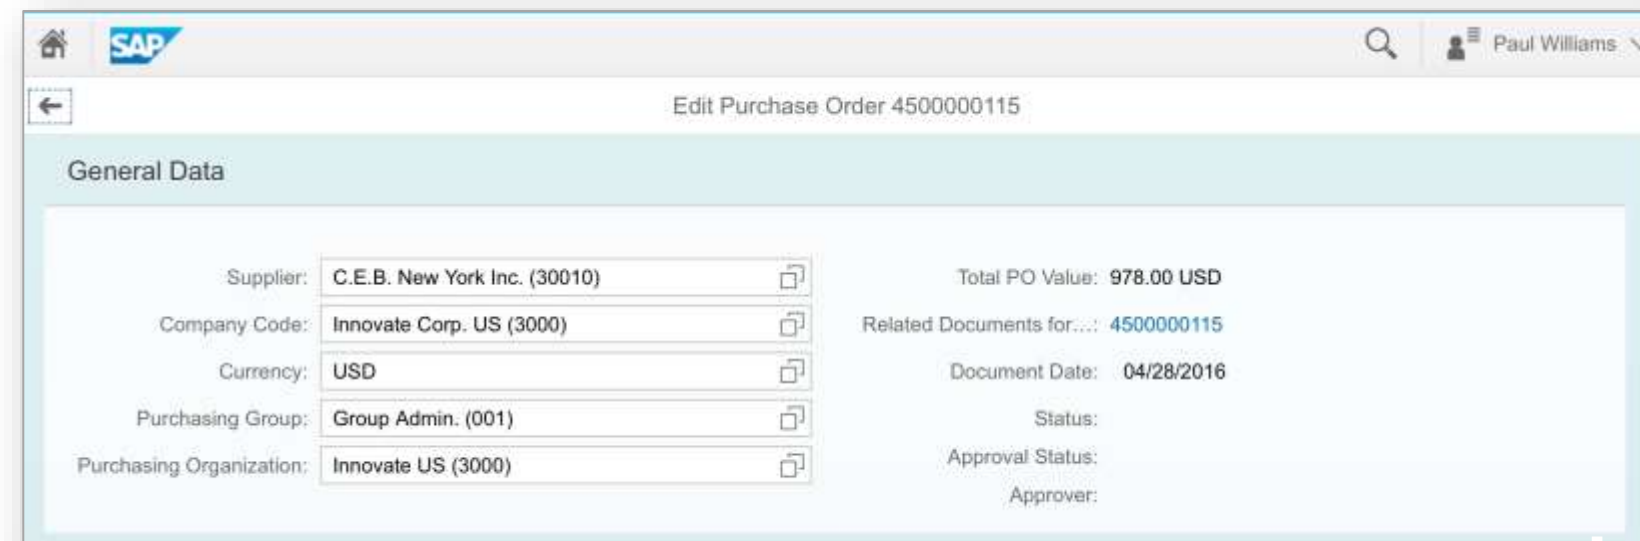 SAP
Paul Williams
Edit Purchase Order 4500000115
General Data
Supplier: C.E.B. New York Inc. (30010)
Company Code: Innovate Corp. US (3000)
Currency: USD
Purchasing Group: Group Admin. (001)
Purchasing Organization: Innovate US (3000)
Total PO Value: 978.00 USD
Related Documents for...: 4500000115
Document Date: 04/28/2016
Status:
Approval Status:
Approver: